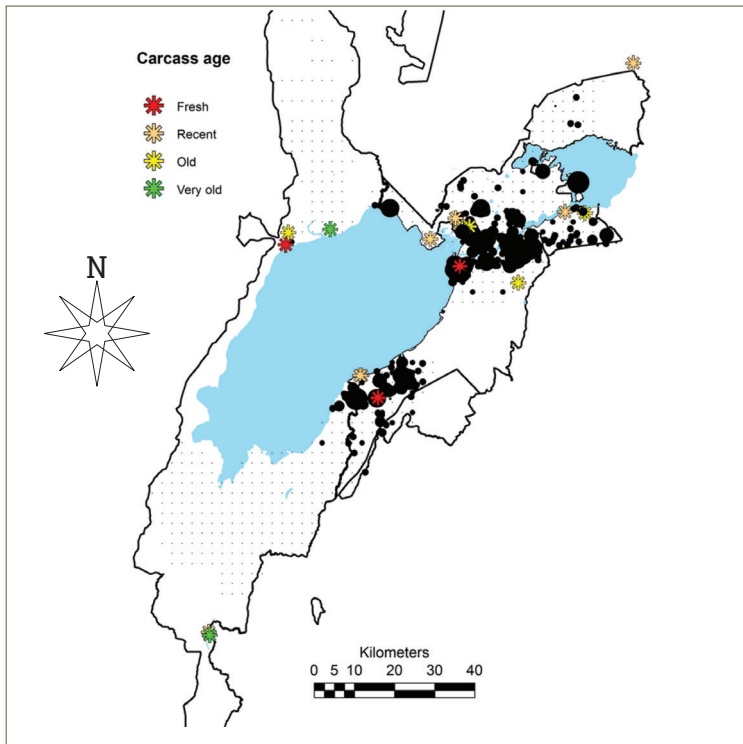 Carcass age
Fresh
Recent
Old
Very old
N
Kilometers
0 5 10 20 30 40